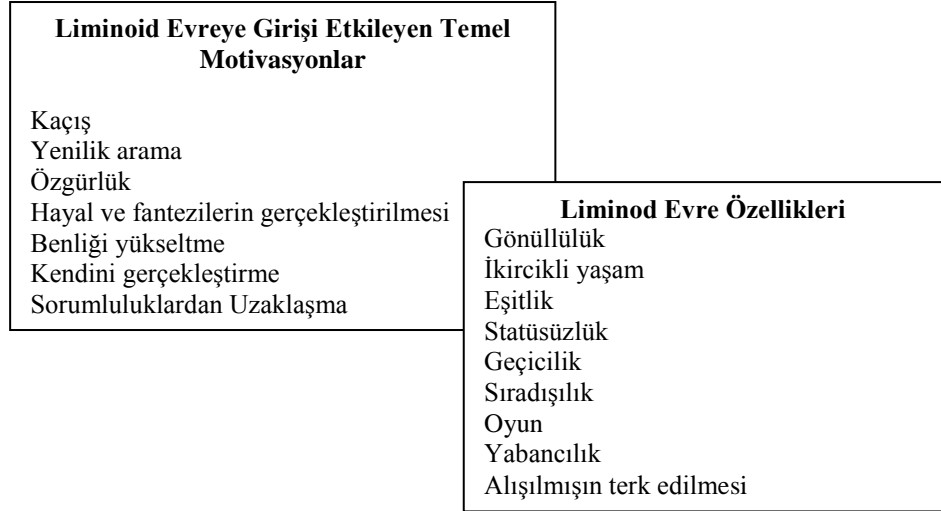 Liminoid Evreye Girişi Etkileyen Temel
Motivasyonlar
Kaçış
Yenilik arama
Özgürlük
Hayal ve fantezilerin gerçekleştirilmesi
Benliği yükseltme
Kendini gerçekleştirme
Sorumluluklardan Uzaklaşma
Liminod Evre Özellikleri
Gönüllülük
İkircikli yaşam
Eşitlik
Statüsüzlük
Geçicilik
Sıradışılık
Oyun
Yabancılık
Alışılmışın terk edilmesi